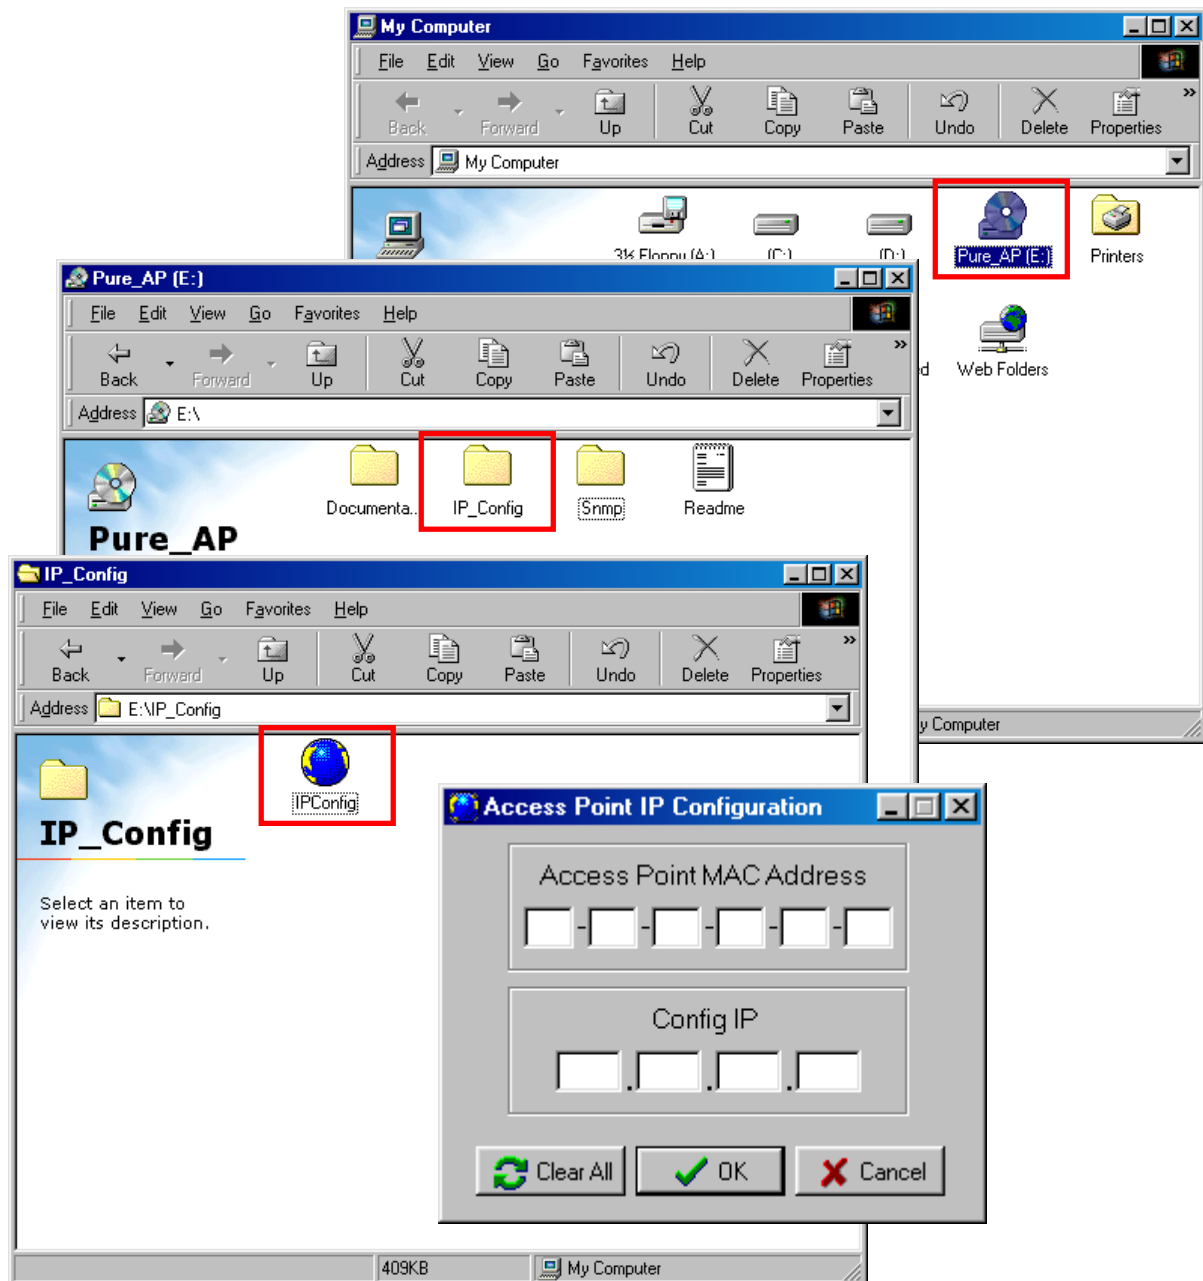 My Computer
File Edit View Go Favorites Help
Back Forward Up Cut Copy Paste Undo Delete Properties »
Address My Computer
3½ Floppy (A:) (C:) (D:) Pure_AP (E:) Printers
Web Folders
My Computer
Pure_AP (E:)
File Edit View Go Favorites Help
Back Forward Up Cut Copy Paste Undo Delete Properties »
Address E:\
Documenta.. IP_Config Snmp Readme
Pure_AP
IP_Config
File Edit View Go Favorites Help
Back Forward Up Cut Copy Paste Undo Delete Properties »
Address E:\IP_Config
IPConfig
IP_Config
Select an item to
view its description.
409KB My Computer
Access Point IP Configuration
Access Point MAC Address
- - - - -
Config IP
. . .
Clear All OK Cancel